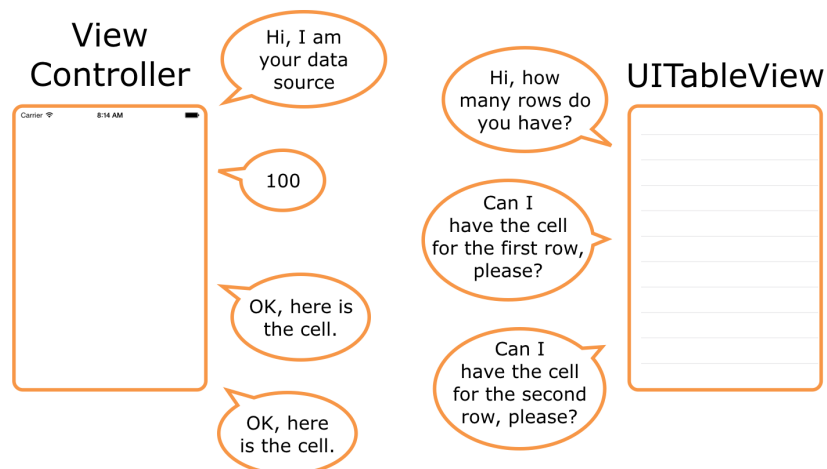 View
Controller
Carrier
8:14 AM
Hi, I am
your data
source
Hi, how
many rows do
you have?
UITableView
100
Can I
have the cell
for the first row,
please?
OK, here is
the cell.
Can I
have the cell
for the second
row, please?
OK, here
is the cell.